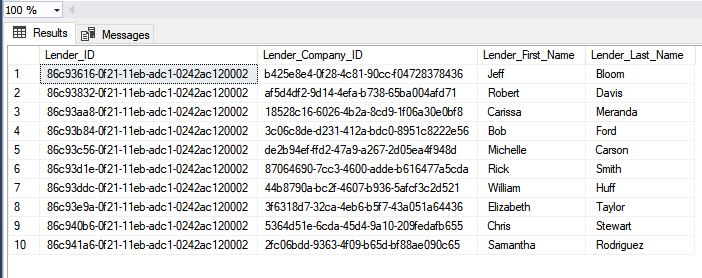 100 %
Results Messages
Lender_ID Lender_Company_ID Lender_First_Name Lender_Last_Name
1 86c93616-0f21-11eb-adc1-0242ac120002 b425e8e4-0f28-4c81-90cc-f04728378436 Jeff Bloom
2 86c93832-0f21-11eb-adc1-0242ac120002 af5d4df2-9d14-4efa-b738-65ba004afd71 Robert Davis
3 86c93aa8-0f21-11eb-adc1-0242ac120002 18528c16-6026-4b2a-8cd9-1f06a30e0bf8 Carissa Meranda
4 86c93b84-0f21-11eb-adc1-0242ac120002 3c06c8de-d231-412a-bdc0-8951c8222e56 Bob Ford
5 86c93c56-0f21-11eb-adc1-0242ac120002 de2b94ef-ffd2-47a9-a267-2d05ea4f948d Michelle Carson
6 86c93d1e-0f21-11eb-adc1-0242ac120002 87064690-7cc3-4600-adde-b616477a5cda Rick Smith
7 86c93ddc-0f21-11eb-adc1-0242ac120002 44b8790a-bc2f-4607-b936-5afcf3c2d521 William Huff
8 86c93e9a-0f21-11eb-adc1-0242ac120002 3f6318d7-32ca-4eb6-b5f7-43a051a64436 Elizabeth Taylor
9 86c940b6-0f21-11eb-adc1-0242ac120002 5364d51e-6cda-45d4-9a10-209fedafb655 Chris Stewart
10 86c941a6-0f21-11eb-adc1-0242ac120002 2fc06bdd-9363-4f09-b65d-bf88ae090c65 Samantha Rodriguez